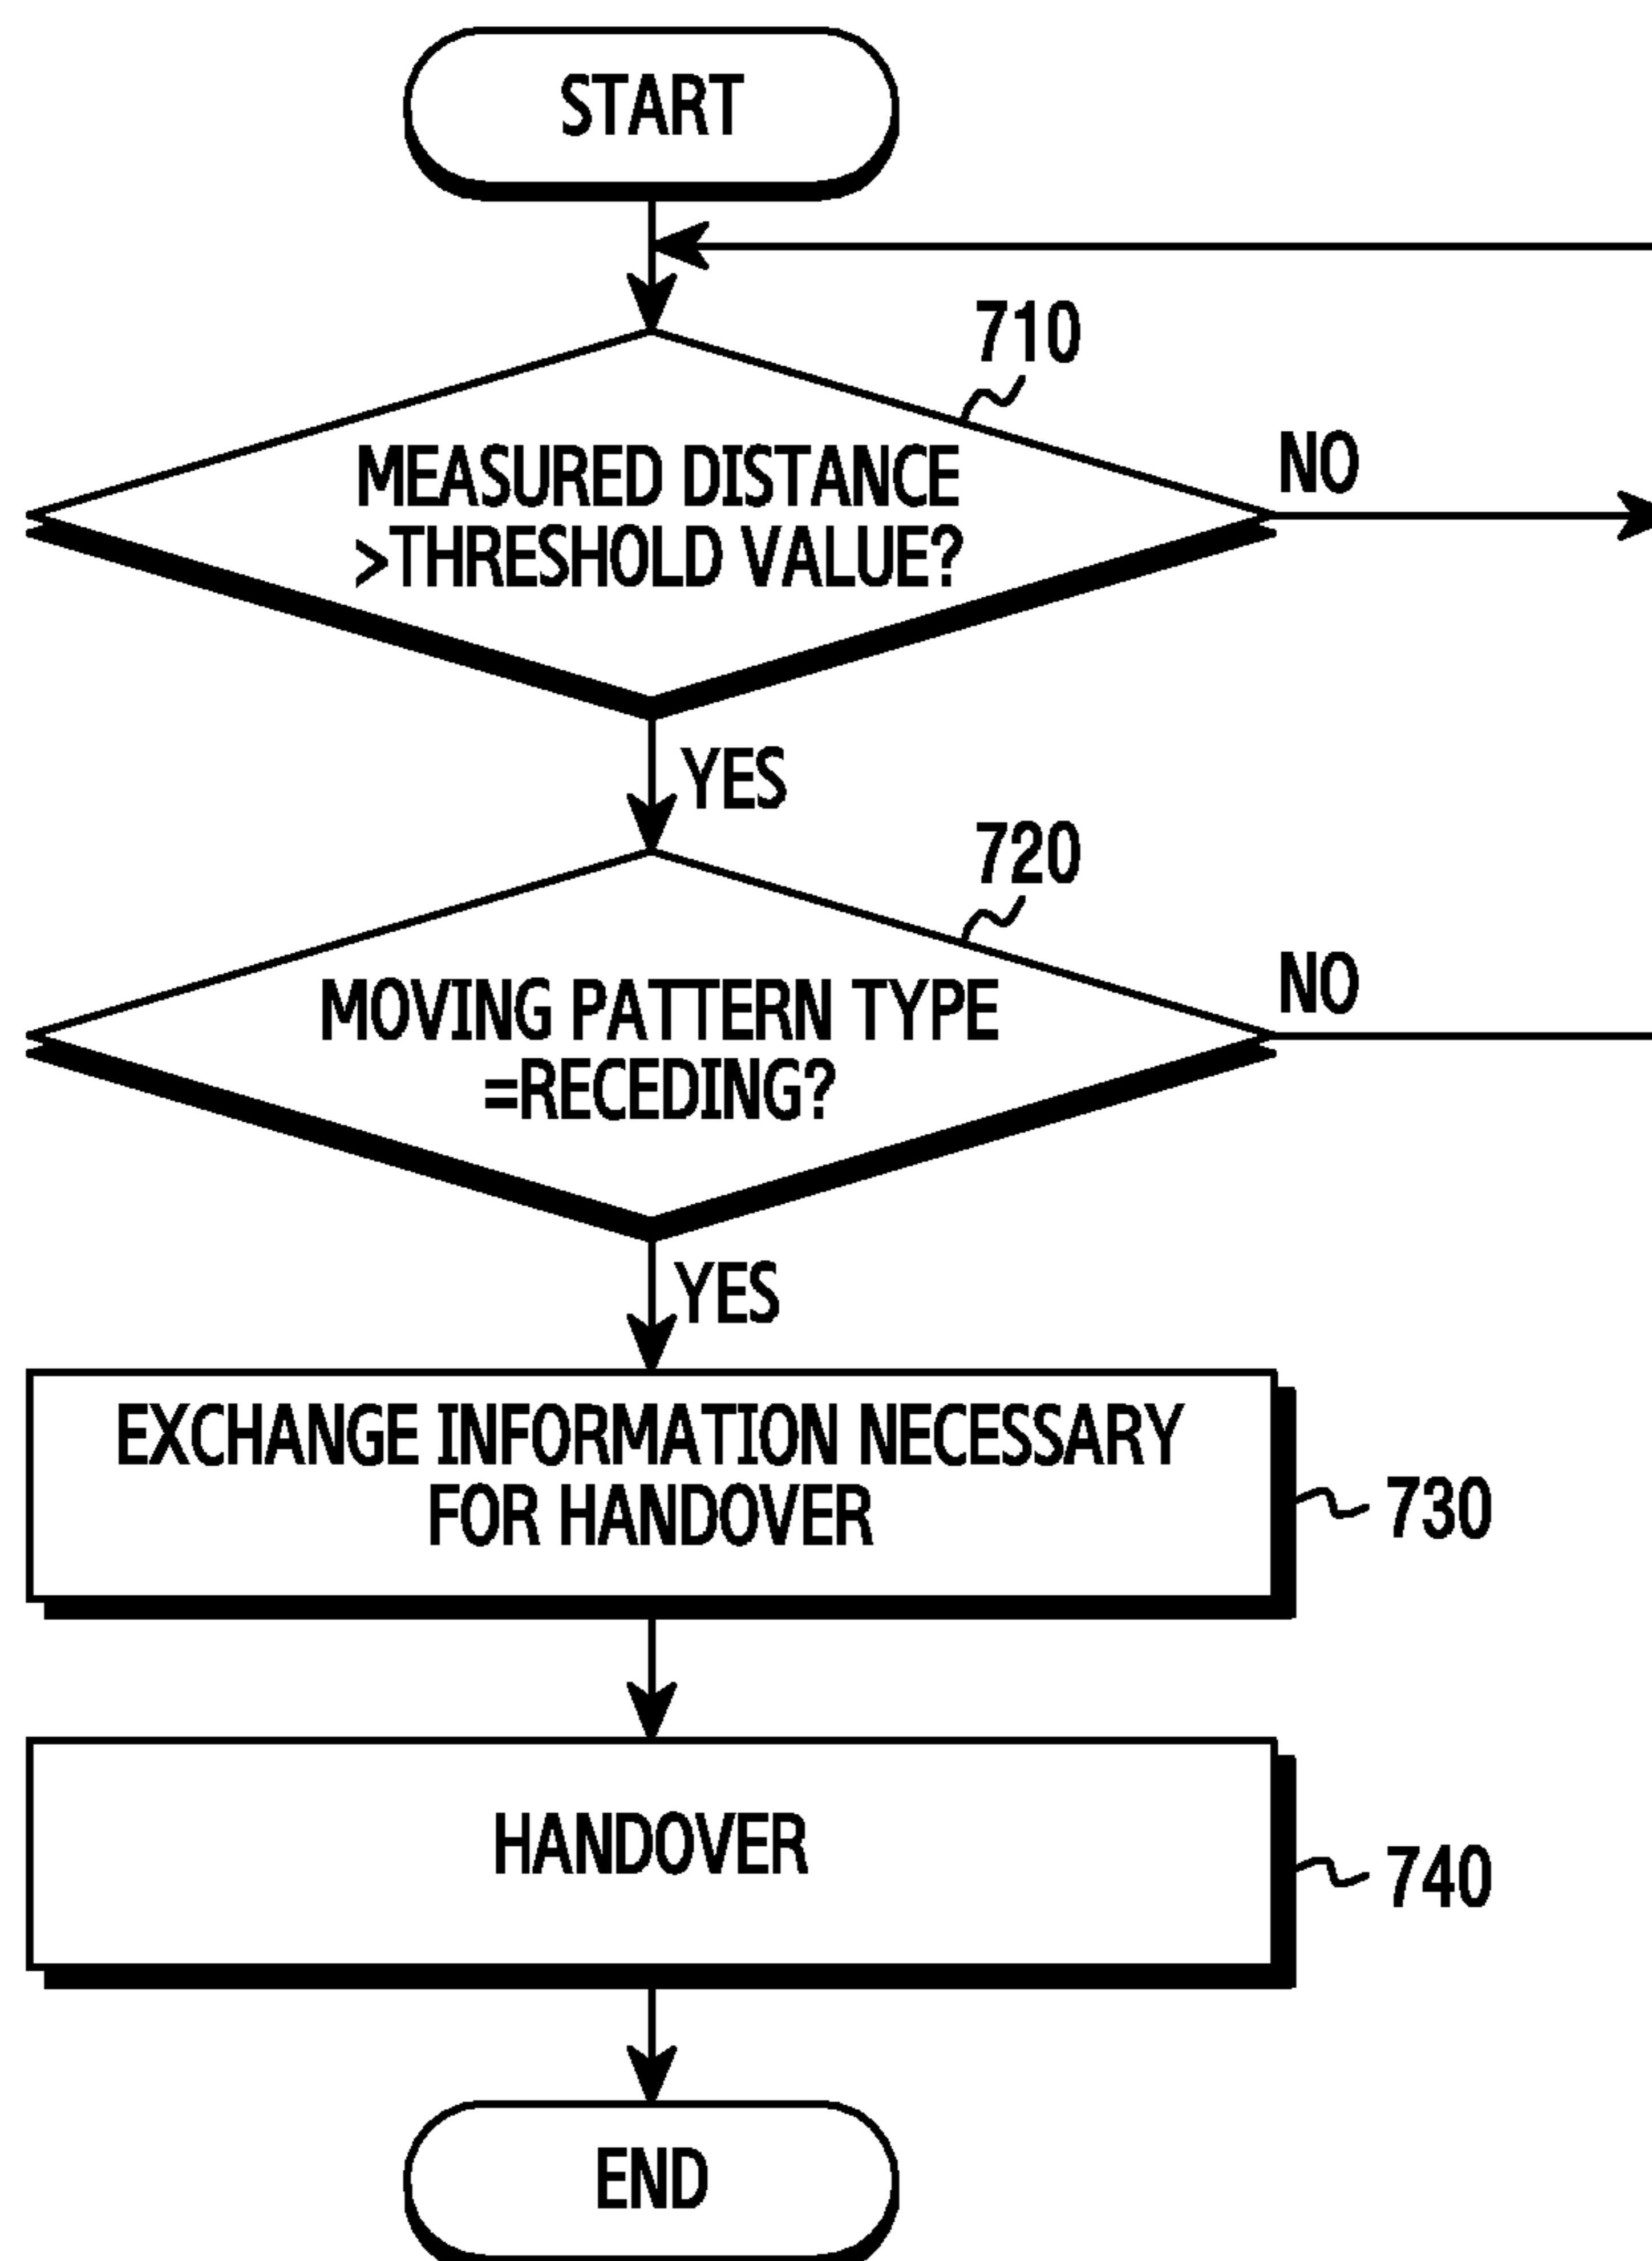 START
710
MEASURED DISTANCE
>THRESHOLD VALUE?
NO
YES
720
MOVING PATTERN TYPE
=RECEDING?
NO
YES
EXCHANGE INFORMATION NECESSARY
FOR HANDOVER
730
HANDOVER
740
END